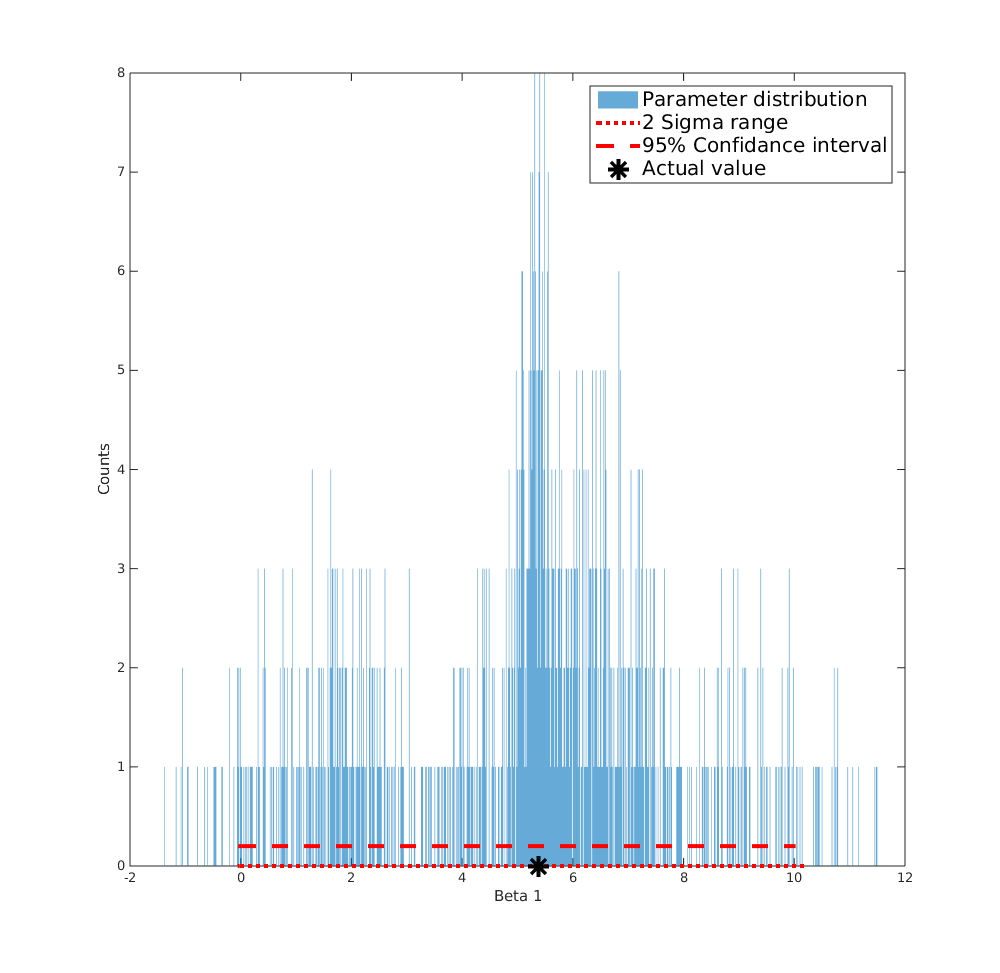 8
7
6
5
4
3
2
1
0
Counts
-2 0 2 4 6 8 10 12
Beta 1
Parameter distribution
2 Sigma range
95% Confidance interval
Actual value